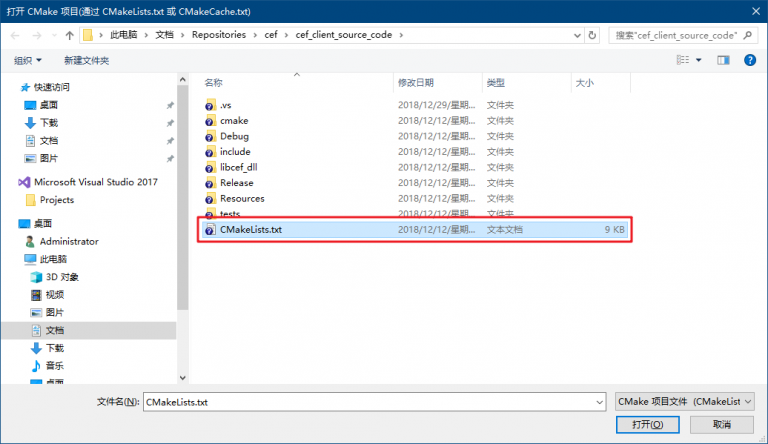 打开 CMake 项目(通过 CMakeLists.txt 或 CMakeCache.txt)
此电脑 › 文档 › Repositories › cef › cef_client_source_code ›
搜索"cef_client_source_code"
组织 新建文件夹
名称 修改日期 类型 大小
快速访问
桌面
下载
文档
图片
Microsoft Visual Studio 2017
Projects
桌面
Administrator
此电脑
3D 对象
视频
图片
文档
下载
音乐
桌面
.vs 2018/12/29/星期... 文件夹
cmake 2018/12/12/星期... 文件夹
Debug 2018/12/12/星期... 文件夹
include 2018/12/12/星期... 文件夹
libcef_dll 2018/12/12/星期... 文件夹
Release 2018/12/12/星期... 文件夹
Resources 2018/12/12/星期... 文件夹
tests 2018/12/12/星期... 文件夹
CMakeLists.txt 2018/12/12/星期... 文本文档 9 KB
文件名(N): CMakeLists.txt
CMake 项目文件 (CMakeList
打开(O) 取消